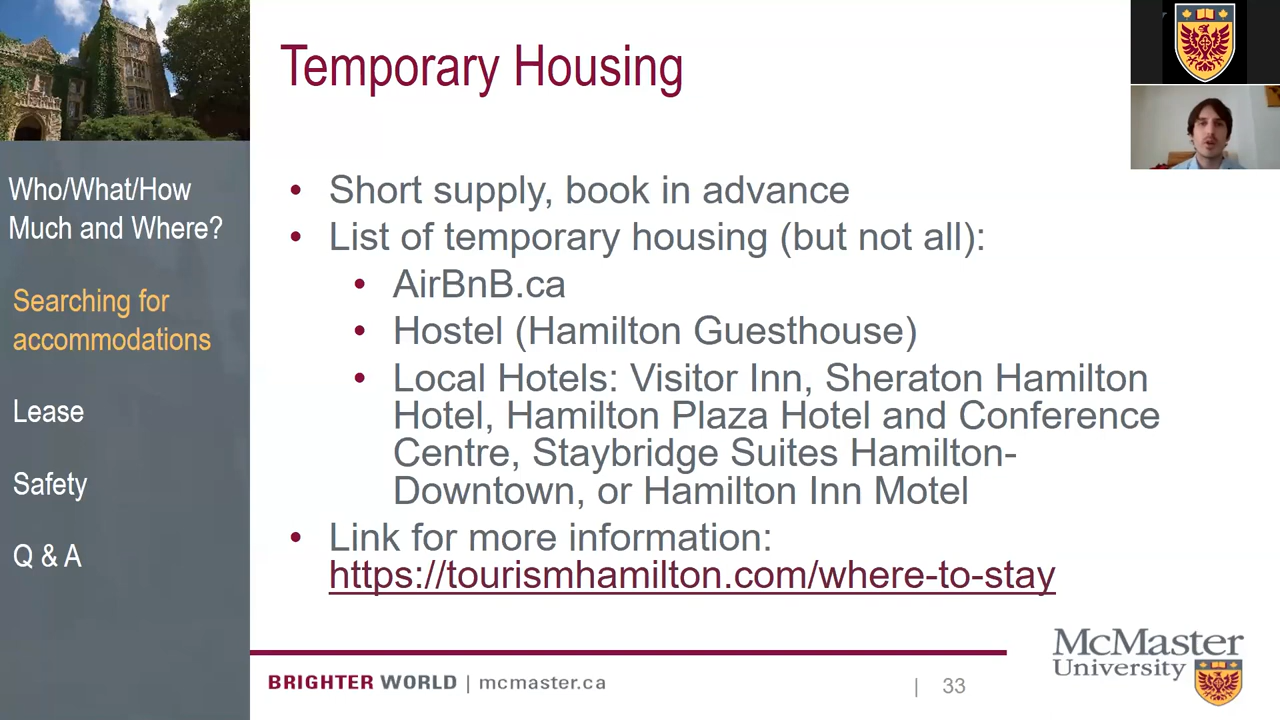 Temporary Housing
Who/What/How
Much and Where?
Searching for
accommodations
Lease
Safety
Q & A
• Short supply, book in advance
• List of temporary housing (but not all):
• AirBnB.ca
• Hostel (Hamilton Guesthouse)
• Local Hotels: Visitor Inn, Sheraton Hamilton
Hotel, Hamilton Plaza Hotel and Conference
Centre, Staybridge Suites Hamilton-
Downtown, or Hamilton Inn Motel
• Link for more information:
https://tourismhamilton.com/where-to-stay
BRIGHTER WORLD | mcmaster.ca
| 33
McMaster
University